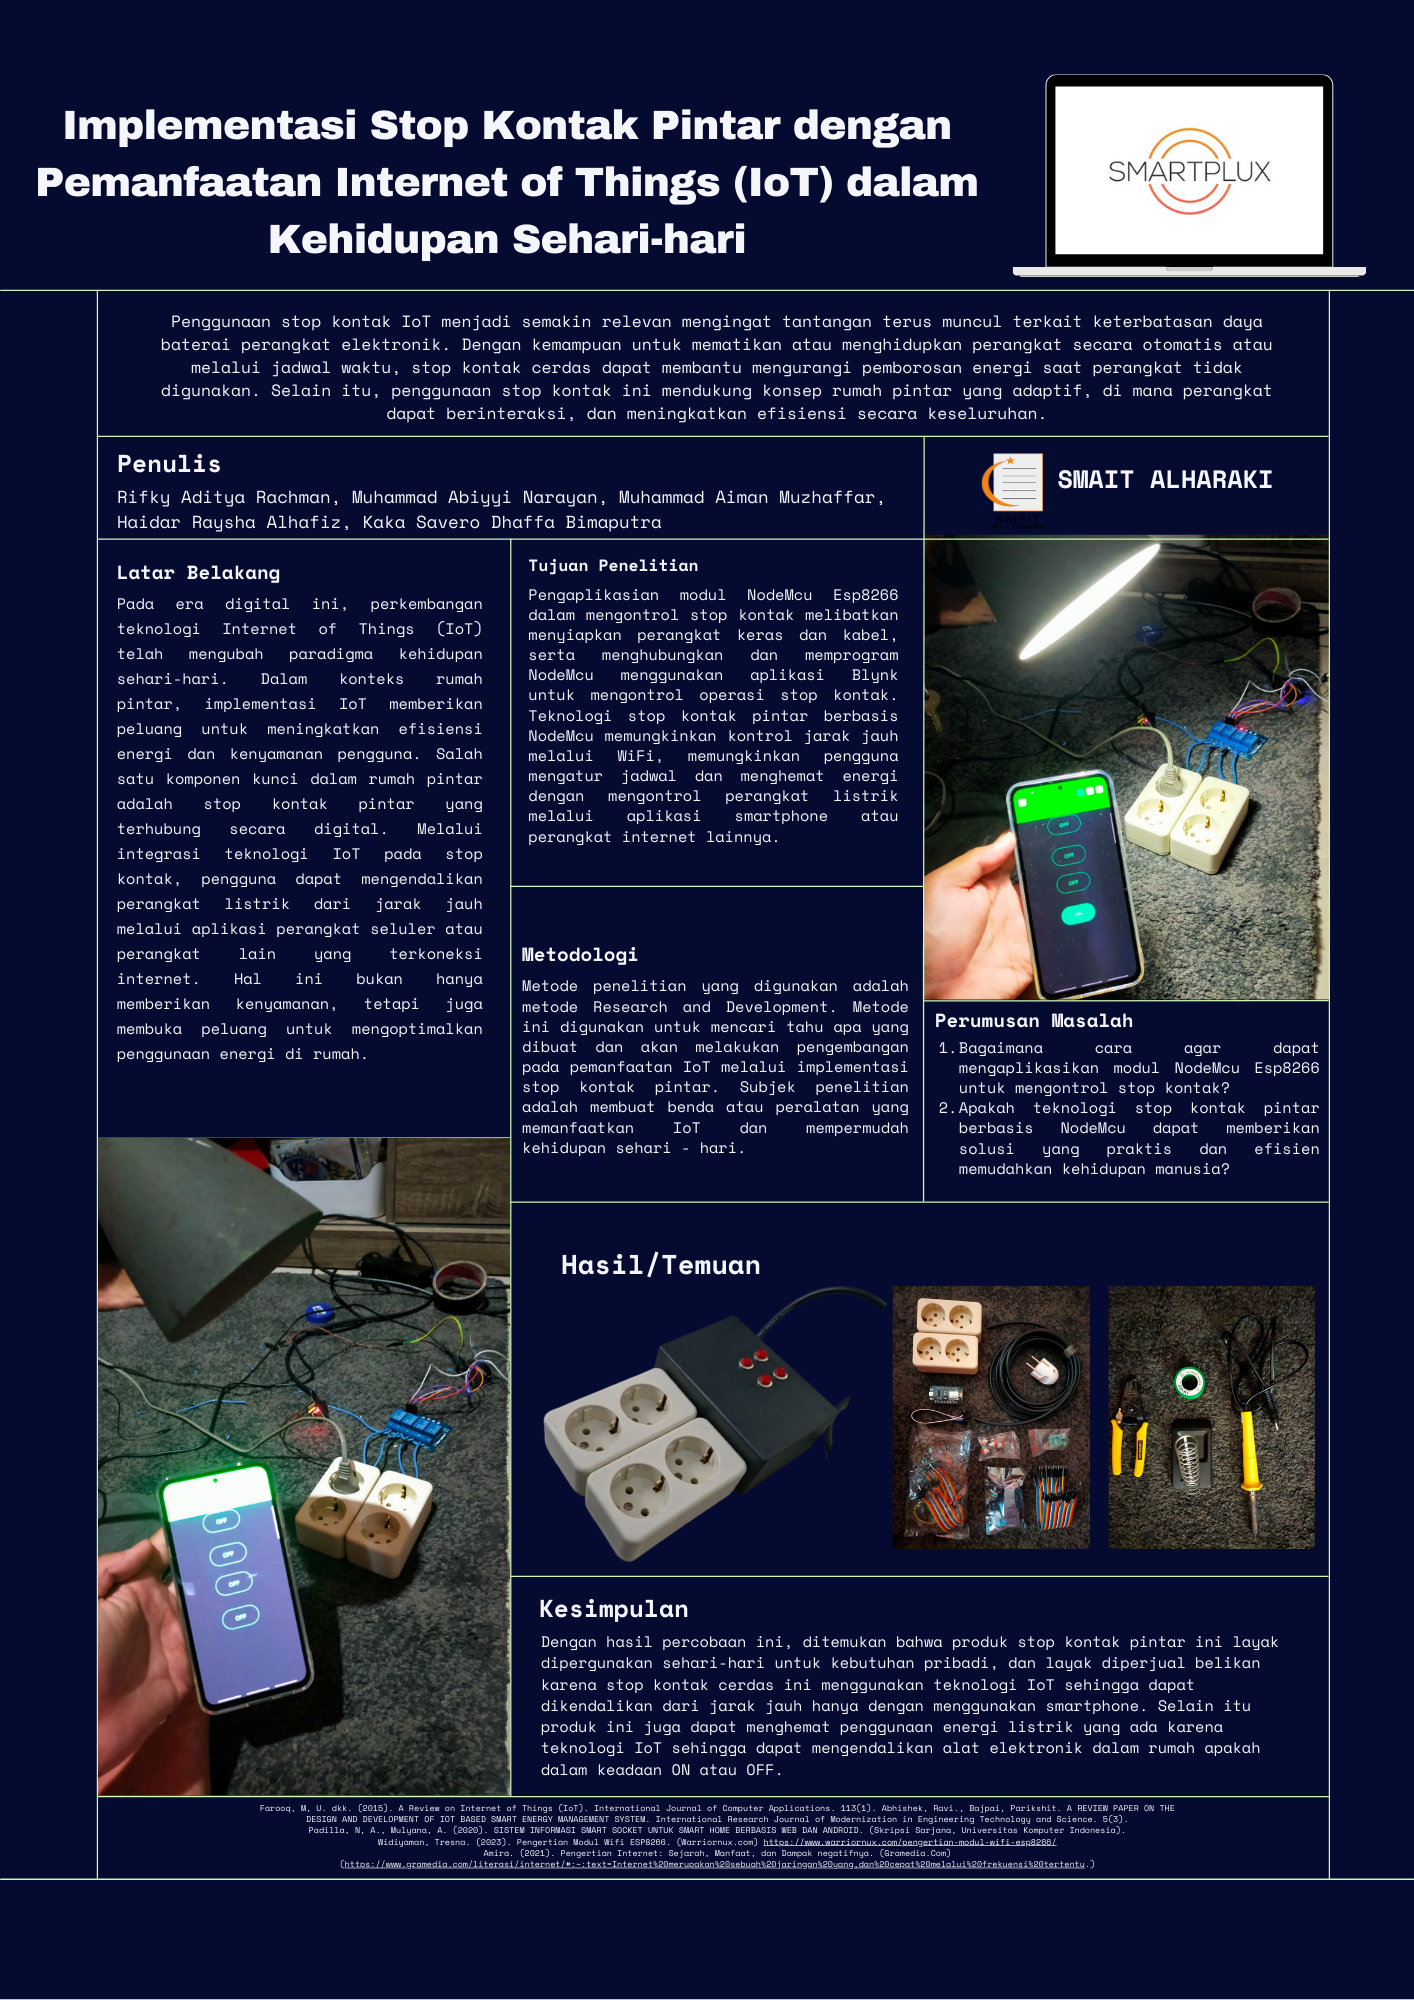 Implementasi Stop Kontak Pintar dengan
Pemanfaatan Internet of Things (IoT) dalam
Kehidupan Sehari-hari
SMARTPLUX
Penggunaan stop kontak IoT menjadi semakin relevan mengingat tantangan terus muncul terkait keterbatasan daya
baterai perangkat elektronik. Dengan kemampuan untuk mematikan atau menghidupkan perangkat secara otomatis atau
melalui jadwal waktu, stop kontak cerdas dapat membantu mengurangi pemborosan energi saat perangkat tidak
digunakan. Selain itu, penggunaan stop kontak ini mendukung konsep rumah pintar yang adaptif, di mana perangkat
dapat berinteraksi, dan meningkatkan efisiensi secara keseluruhan.
Penulis
Rifky Aditya Rachman, Muhammad Abiyyi Narayan, Muhammad Aiman Muzhaffar,
Haidar Raysha Alhafiz, Kaka Savero Dhaffa Bimaputra
SMAIT
SMAIT ALHARAKI
Latar Belakang
Pada era digital ini, perkembangan
teknologi Internet of Things (IoT)
telah mengubah paradigma kehidupan
sehari-hari. Dalam konteks rumah
pintar, implementasi IoT memberikan
peluang untuk meningkatkan efisiensi
energi dan kenyamanan pengguna. Salah
satu komponen kunci dalam rumah pintar
adalah stop kontak pintar yang
terhubung secara digital. Melalui
integrasi teknologi IoT pada stop
kontak, pengguna dapat mengendalikan
perangkat listrik dari jarak jauh
melalui aplikasi perangkat seluler atau
perangkat lain yang terkoneksi
internet. Hal ini bukan hanya
memberikan kenyamanan, tetapi juga
membuka peluang untuk mengoptimalkan
penggunaan energi di rumah.
Tujuan Penelitian
Pengaplikasian modul NodeMcu Esp8266
dalam mengontrol stop kontak melibatkan
menyiapkan perangkat keras dan kabel,
serta menghubungkan dan memprogram
NodeMcu menggunakan aplikasi Blynk
untuk mengontrol operasi stop kontak.
Teknologi stop kontak pintar berbasis
NodeMcu memungkinkan kontrol jarak jauh
melalui WiFi, memungkinkan pengguna
mengatur jadwal dan menghemat energi
dengan mengontrol perangkat listrik
melalui aplikasi smartphone atau
perangkat internet lainnya.
OFF
OFF
OFF
ON
Metodologi
Metode penelitian yang digunakan adalah
metode Research and Development. Metode
ini digunakan untuk mencari tahu apa yang
dibuat dan akan melakukan pengembangan
pada pemanfaatan IoT melalui implementasi
stop kontak pintar. Subjek penelitian
adalah membuat benda atau peralatan yang
memanfaatkan IoT dan mempermudah
kehidupan sehari - hari.
Perumusan Masalah
1. Bagaimana cara agar dapat
mengaplikasikan modul NodeMcu Esp8266
untuk mengontrol stop kontak?
2. Apakah teknologi stop kontak pintar
berbasis NodeMcu dapat memberikan
solusi yang praktis dan efisien
memudahkan kehidupan manusia?
OFF
OFF
OFF
OFF
Hasil/Temuan
Kesimpulan
Dengan hasil percobaan ini, ditemukan bahwa produk stop kontak pintar ini layak
dipergunakan sehari-hari untuk kebutuhan pribadi, dan layak diperjual belikan
karena stop kontak cerdas ini menggunakan teknologi IoT sehingga dapat
dikendalikan dari jarak jauh hanya dengan menggunakan smartphone. Selain itu
produk ini juga dapat menghemat penggunaan energi listrik yang ada karena
teknologi IoT sehingga dapat mengendalikan alat elektronik dalam rumah apakah
dalam keadaan ON atau OFF.
Farooq, M, U. dkk. (2015). A Review on Internet of Things (IoT). International Journal of Computer Applications. 113(1). Abhishek, Ravi., Bajpai, Parikshit. A REVIEW PAPER ON THE
DESIGN AND DEVELOPMENT OF IOT BASED SMART ENERGY MANAGEMENT SYSTEM. International Research Journal of Modernization in Engineering Technology and Science. 5(3).
Padilla, N, A., Mulyana, A. (2020). SISTEM INFORMASI SMART SOCKET UNTUK SMART HOME BERBASIS WEB DAN ANDROID. (Skripsi Sarjana, Universitas Komputer Indonesia).
Widiyaman, Tresna. (2023). Pengertian Modul Wifi ESP8266. (Warriornux.com) https://www.warriornux.com/pengertian-modul-wifi-esp8266/
Amira. (2021). Pengertian Internet: Sejarah, Manfaat, dan Dampak negatifnya. (Gramedia.Com)
(https://www.gramedia.com/literasi/internet/#:~:text=Internet%20merupakan%20sebuah%20jaringan%20yang,dan%20cepat%20melalui%20frekuensi%20tertentu.)